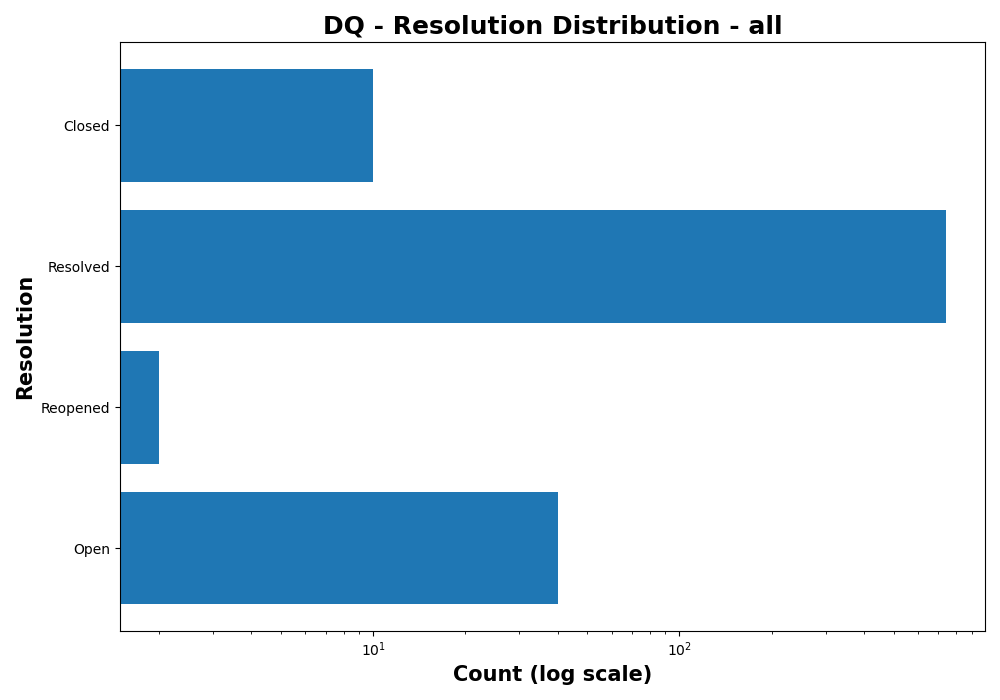 DQ - Resolution Distribution - all
Closed
Resolved
Reopened
Open
Resolution
10¹
10²
Count (log scale)